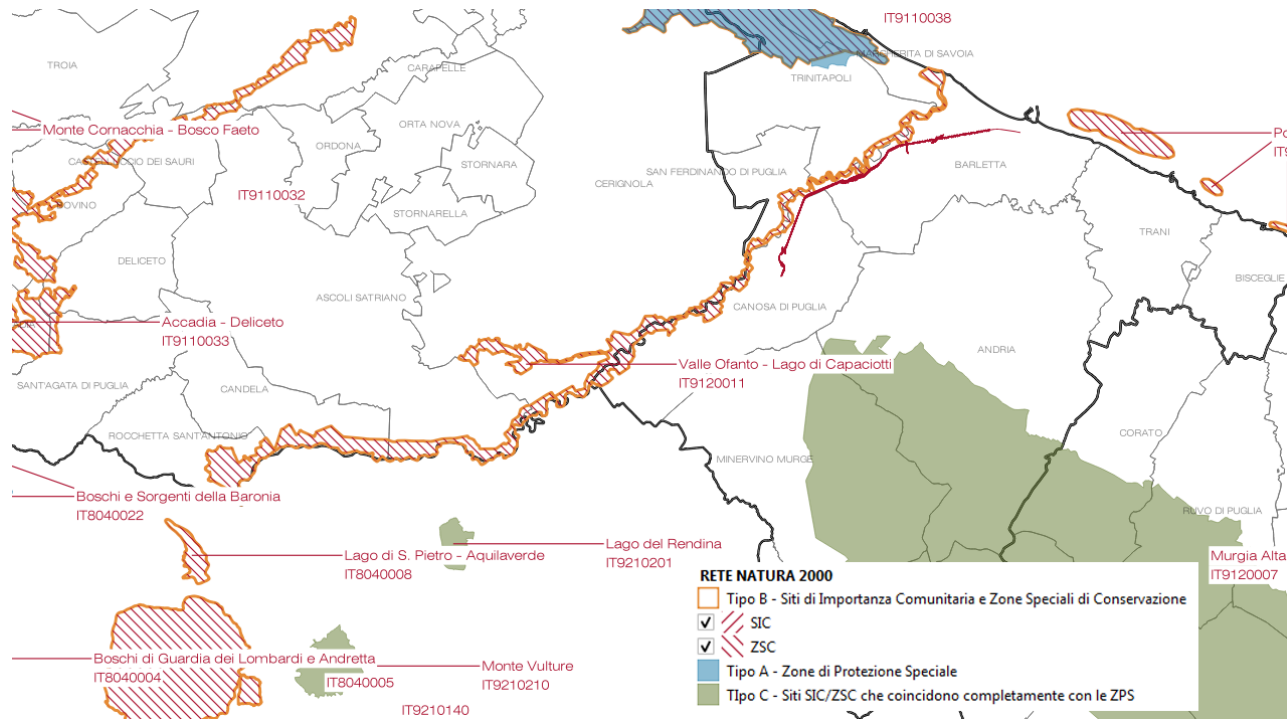 IT9110038
TROIA
CARAPELLE
MARGHERITA DI SAVOIA
TRINITAPOLI
Monte Cornacchia - Bosco Faeto
ORTA NOVA
ORDONA
CASTELLUCCIO DEI SAURI
STORNARA
SAN FERDINANDO DI PUGLIA
BARLETTA
CERIGNOLA
IT9110032
BOVINO
STORNARELLA
TRANI
DELICETO
BISCEGLIE
ASCOLI SATRIANO
CANOSA DI PUGLIA
Accadia - Deliceto
IT9110033
ANDRIA
Valle Ofanto - Lago di Capaciotti
IT9120011
SANT'AGATA DI PUGLIA
CANDELA
ROCCHETTA SANT'ANTONIO
CORATO
MINERVINO MURGE
Boschi e Sorgenti della Baronia
IT8040022
RUVO DI PUGLIA
Lago di S. Pietro - Aquilaverde
IT8040008
Lago del Rendina
IT9210201
Murgia Alta
IT9120007
Boschi di Guardia dei Lombardi e Andretta
IT8040004
IT8040005
Monte Vulture
IT9210210
IT9210140
RETE NATURA 2000
Tipo B - Siti di Importanza Comunitaria e Zone Speciali di Conservazione
SIC
ZSC
Tipo A - Zone di Protezione Speciale
TIpo C - Siti SIC/ZSC che coincidono completamente con le ZPS